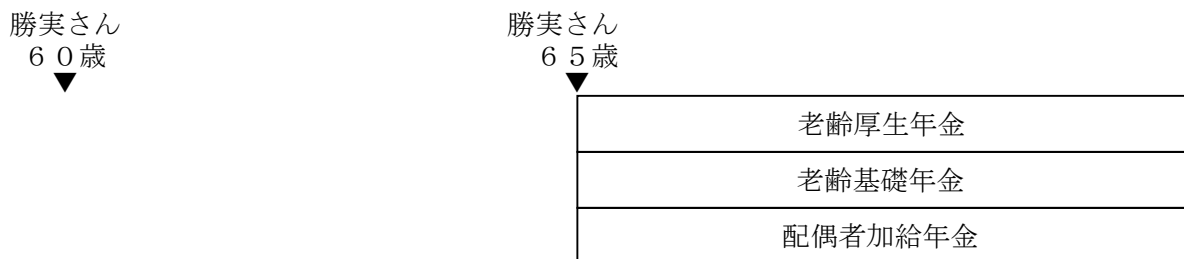 勝実さん
６０歳
勝実さん
６５歳
老齢厚生年金
老齢基礎年金
配偶者加給年金